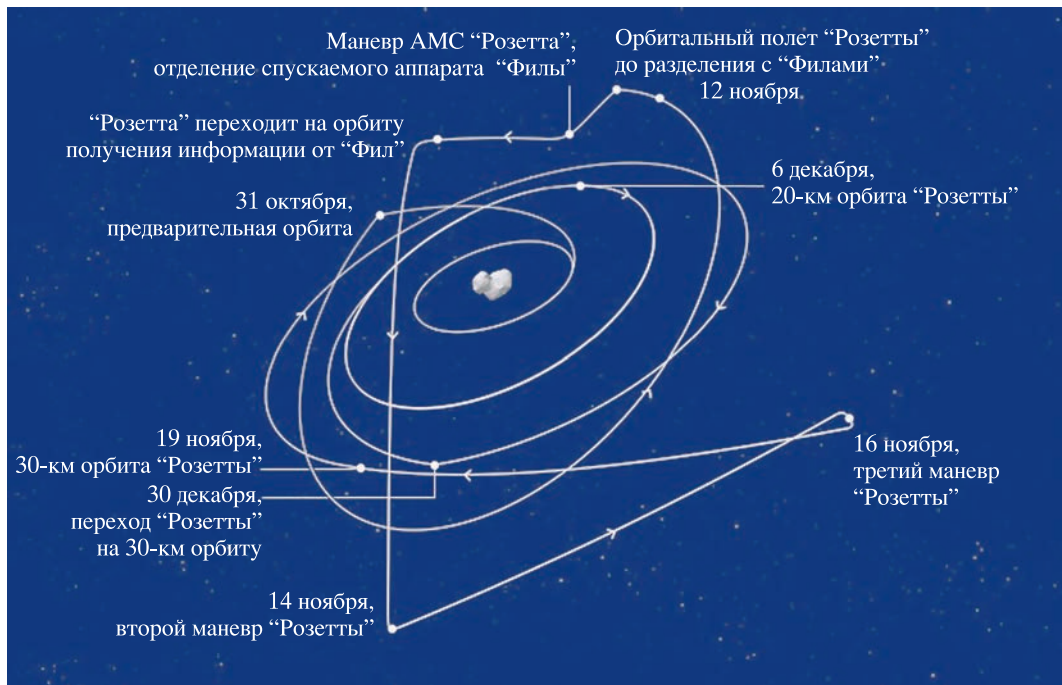 Маневр АМС “Розетта”,
отделение спускаемого аппарата “Филы”
Орбитальный полет “Розетты”
до разделения с “Филами”
12 ноября
“Розетта” переходит на орбиту
получения информации от “Фил”
6 декабря,
20-км орбита “Розетты”
31 октября,
предварительная орбита
19 ноября,
30-км орбита “Розетты”
30 декабря,
переход “Розетты”
на 30-км орбиту
16 ноября,
третий маневр
“Розетты”
14 ноября,
второй маневр “Розетты”